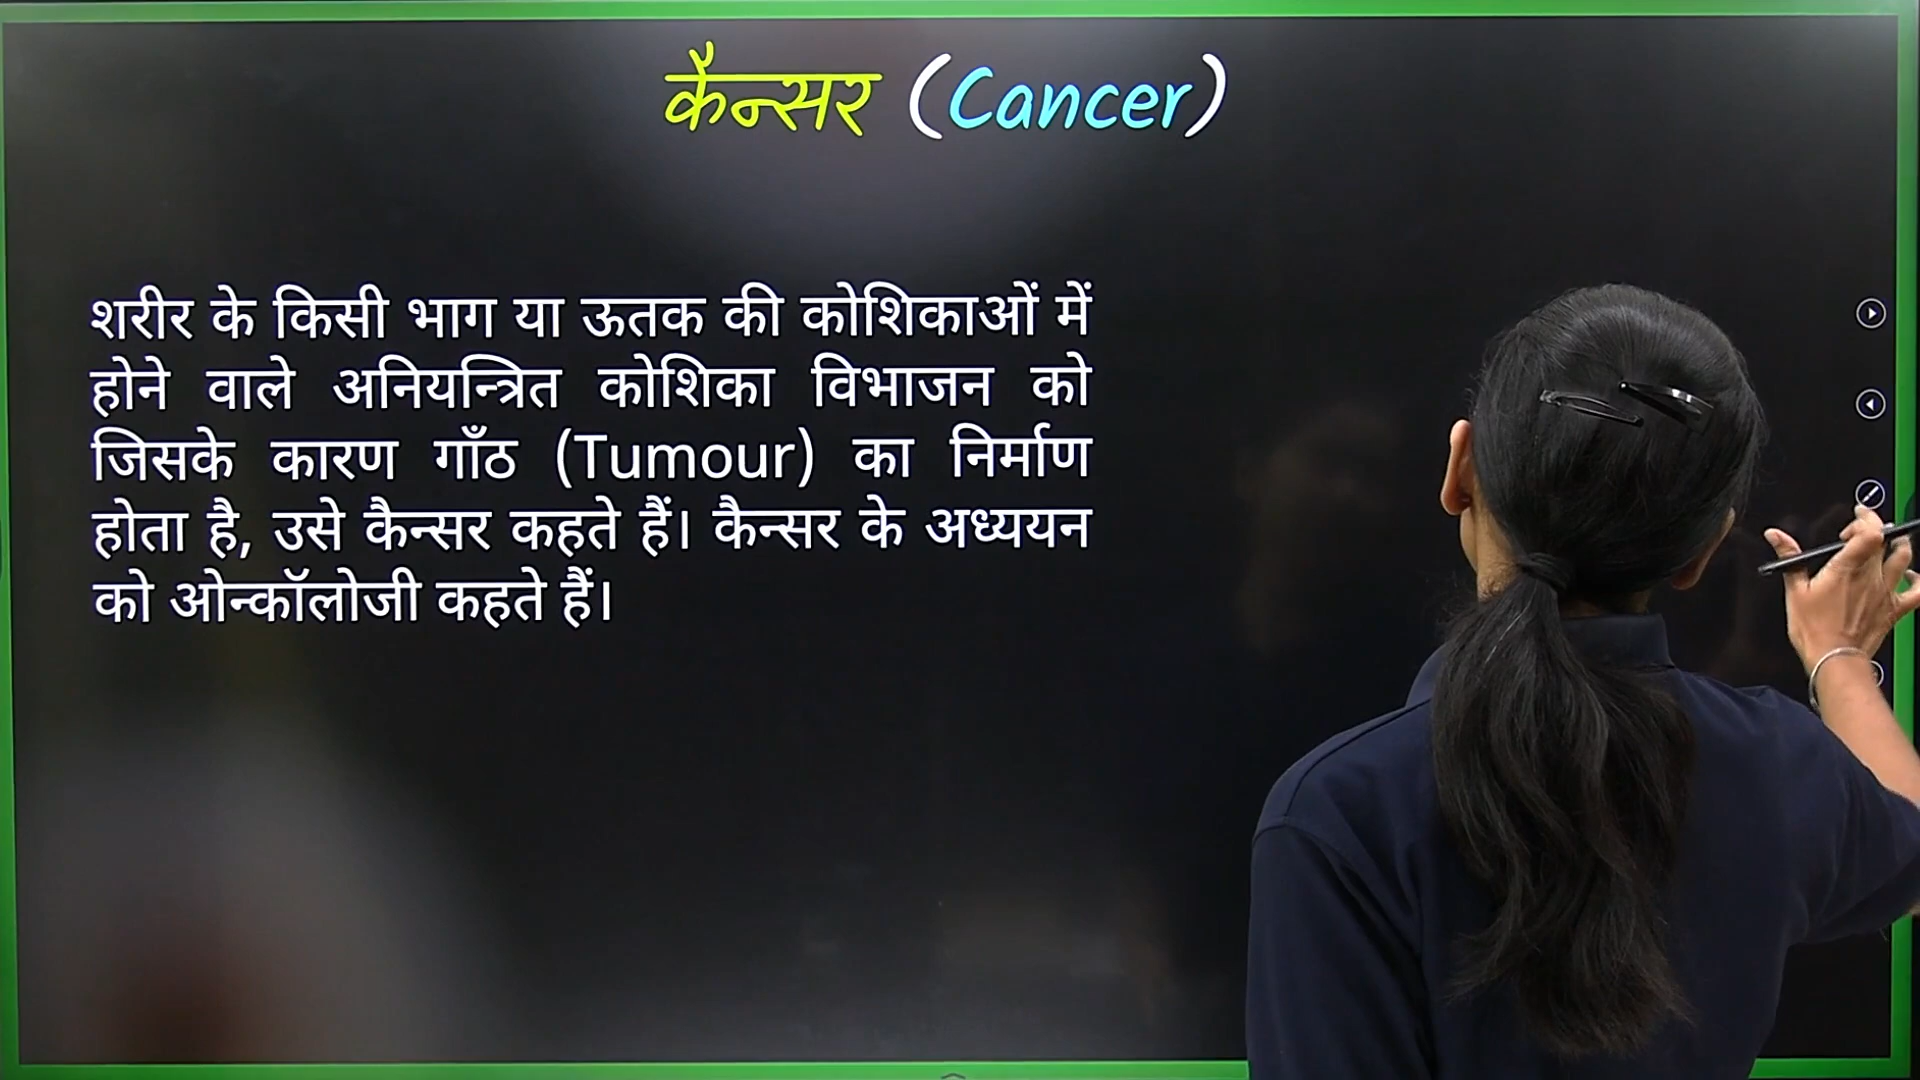 कैन्सर (Cancer)
शरीर के किसी भाग या ऊतक की कोशिकाओं में
होने वाले अनियन्त्रित कोशिका विभाजन को
जिसके कारण गाँठ (Tumour) का निर्माण
होता है, उसे कैन्सर कहते हैं। कैन्सर के अध्ययन
को ओन्कॉलोजी कहते हैं।